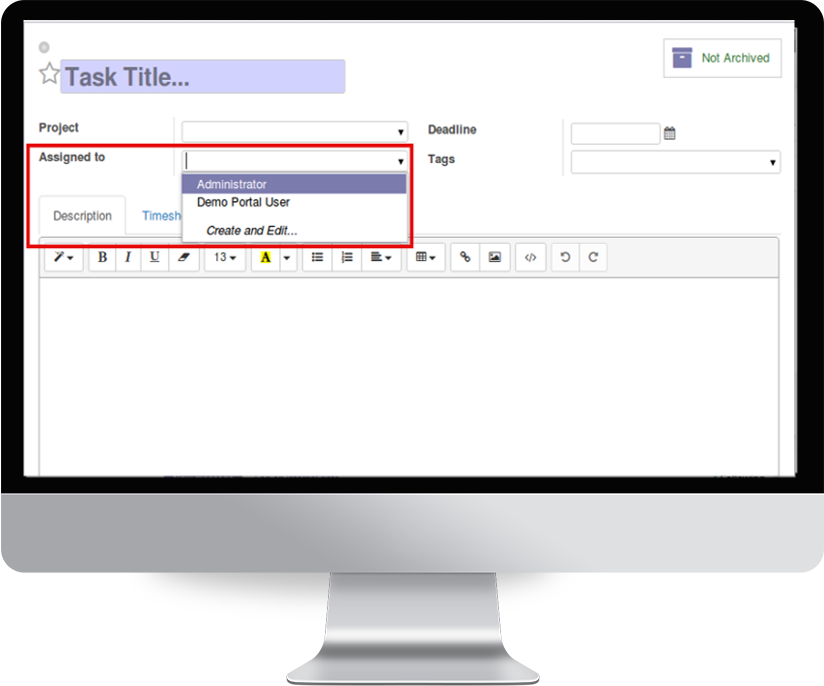 Not Archived
Task Title...
Project
Deadline
Assigned to
Tags
Administrator
Demo Portal User
Create and Edit...
Description
Timesh
B I U 13 A